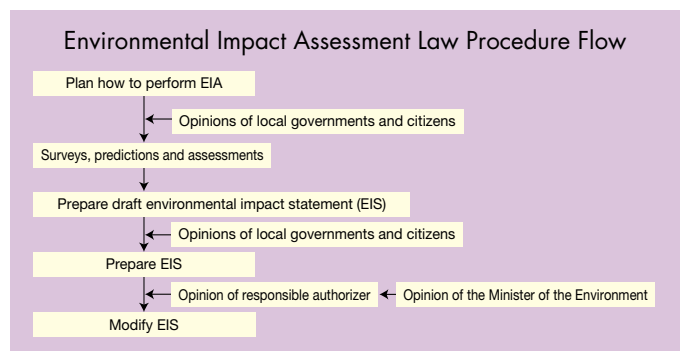 Environmental Impact Assessment Law Procedure Flow
Plan how to perform EIA
Opinions of local governments and citizens
Surveys, predictions and assessments
Prepare draft environmental impact statement (EIS)
Opinions of local governments and citizens
Prepare EIS
Opinion of responsible authorizer
Opinion of the Minister of the Environment
Modify EIS